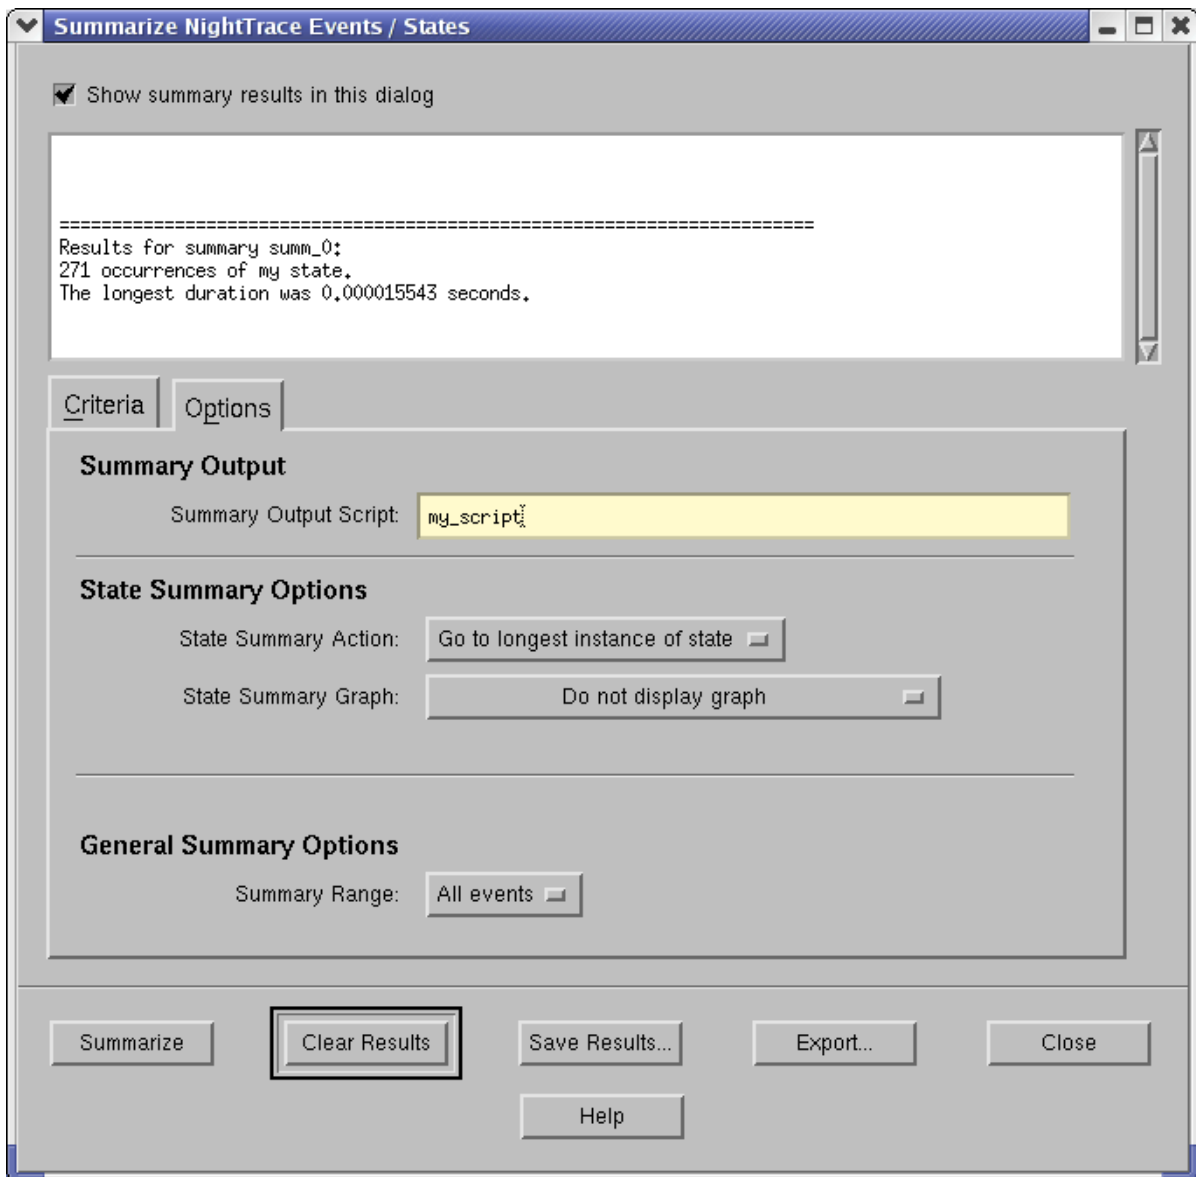 Summarize NightTrace Events / States
Show summary results in this dialog
========================================================================
Results for summary summ_0:
271 occurrences of my state.
The longest duration was 0.000015543 seconds.
Criteria
Options
Summary Output
Summary Output Script: my_script
State Summary Options
State Summary Action: Go to longest instance of state
State Summary Graph: Do not display graph
General Summary Options
Summary Range: All events
Summarize Clear Results Save Results... Export... Close
Help